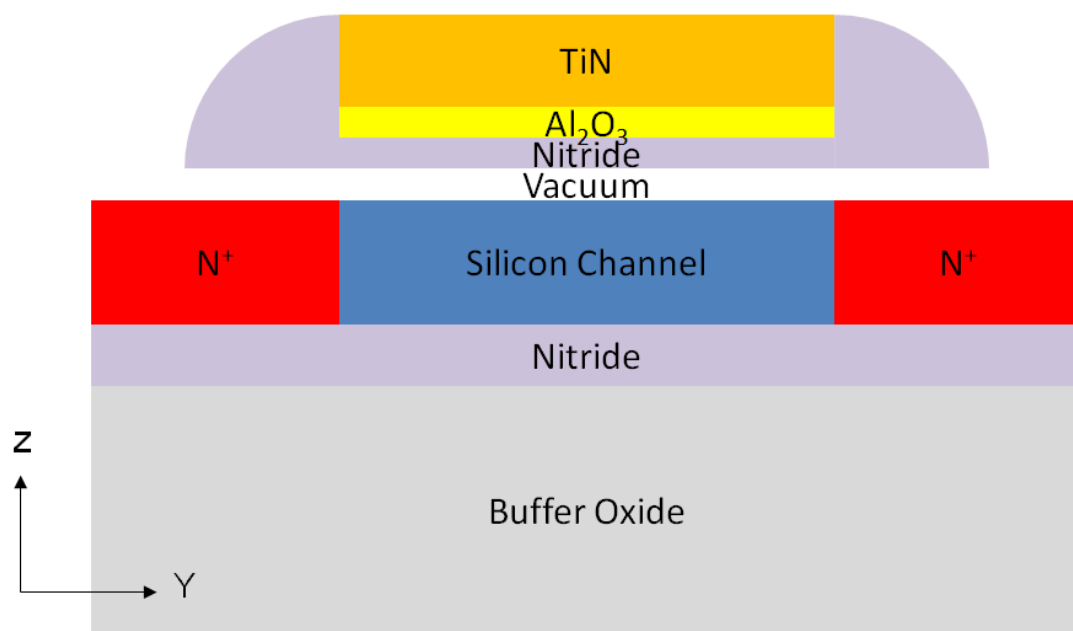 TiN
Al₂O₃
Nitride
Vacuum
N⁺ Silicon Channel N⁺
Nitride
Z
Buffer Oxide
Y